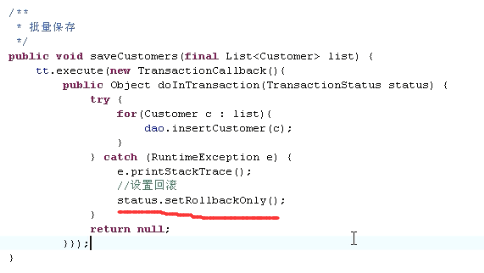 /**
 * 批量保存
 */
public void saveCustomers(final List<Customer> list) {
    tt.execute(new TransactionCallback(){
        public Object doInTransaction(TransactionStatus status) {
            try {
                for(Customer c : list){
                    dao.insertCustomer(c);
                }
            } catch (RuntimeException e) {
                e.printStackTrace();
                //设置回滚
                status.setRollbackOnly();
            }
            return null;
        }});
}